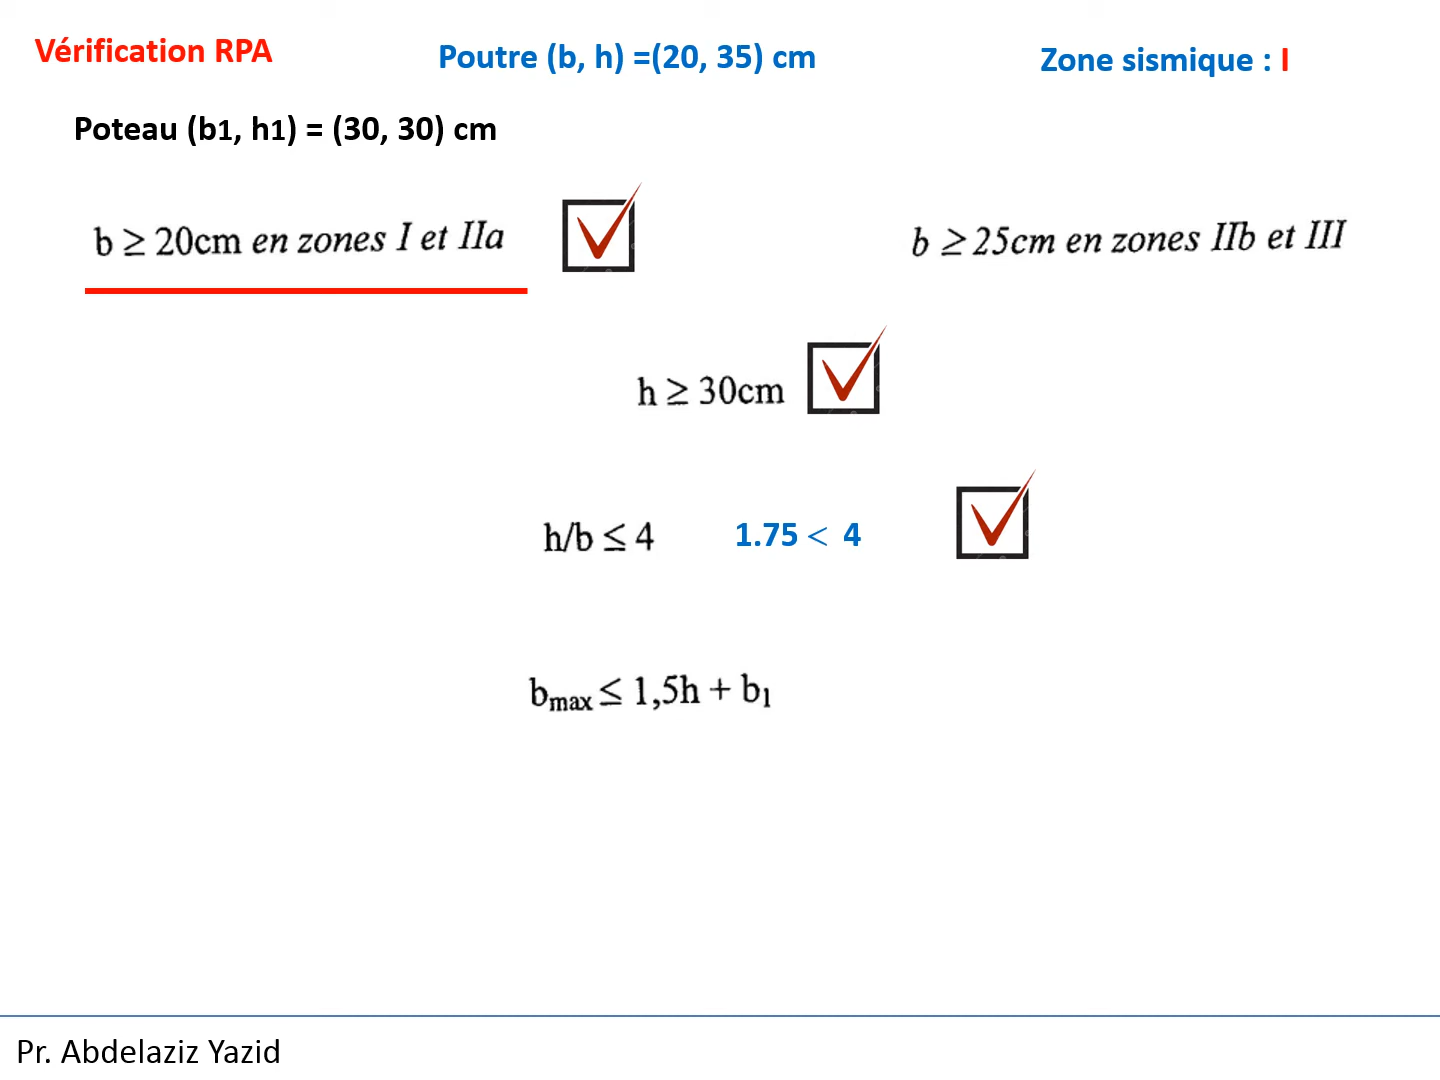 Vérification RPA
Poutre (b, h) =(20, 35) cm
Zone sismique : I
Poteau (b1, h1) = (30, 30) cm
b ≥ 20cm en zones I et IIa
b ≥ 25cm en zones IIb et III
h ≥ 30cm
h/b ≤ 4
1.75 < 4
bmax ≤ 1,5h + b1
Pr. Abdelaziz Yazid